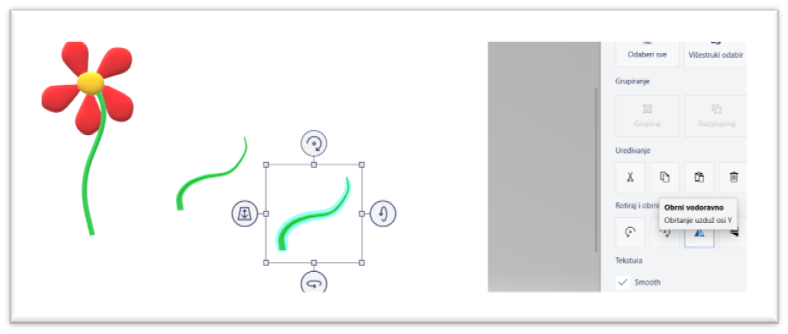 Odaberi sve
Višestruki odabir
Grupiranje
Grupiraj
Razgrupiraj
Uređivanje
Rotiraj i obrni
Obrni vodoravno
Obrtanje uzduž osi Y
Tekstura
Smooth